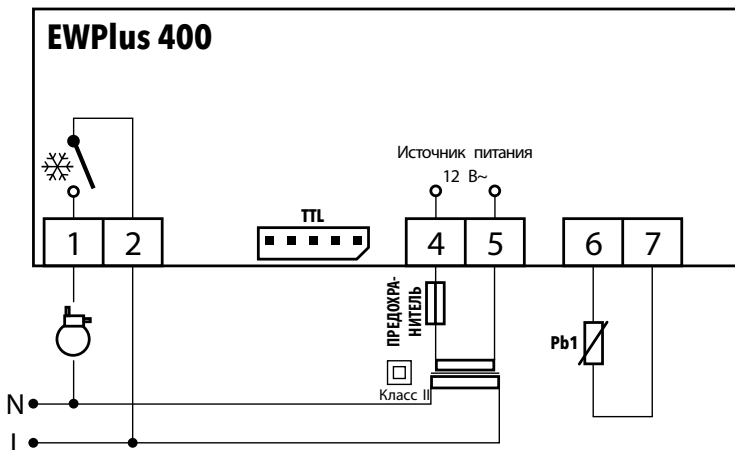 EWPlus 400
Источник питания
12 В~
TTL
1 2 4 5 6 7
ПРЕДОХРА-
НИТЕЛЬ
Pb1
Класс II
N